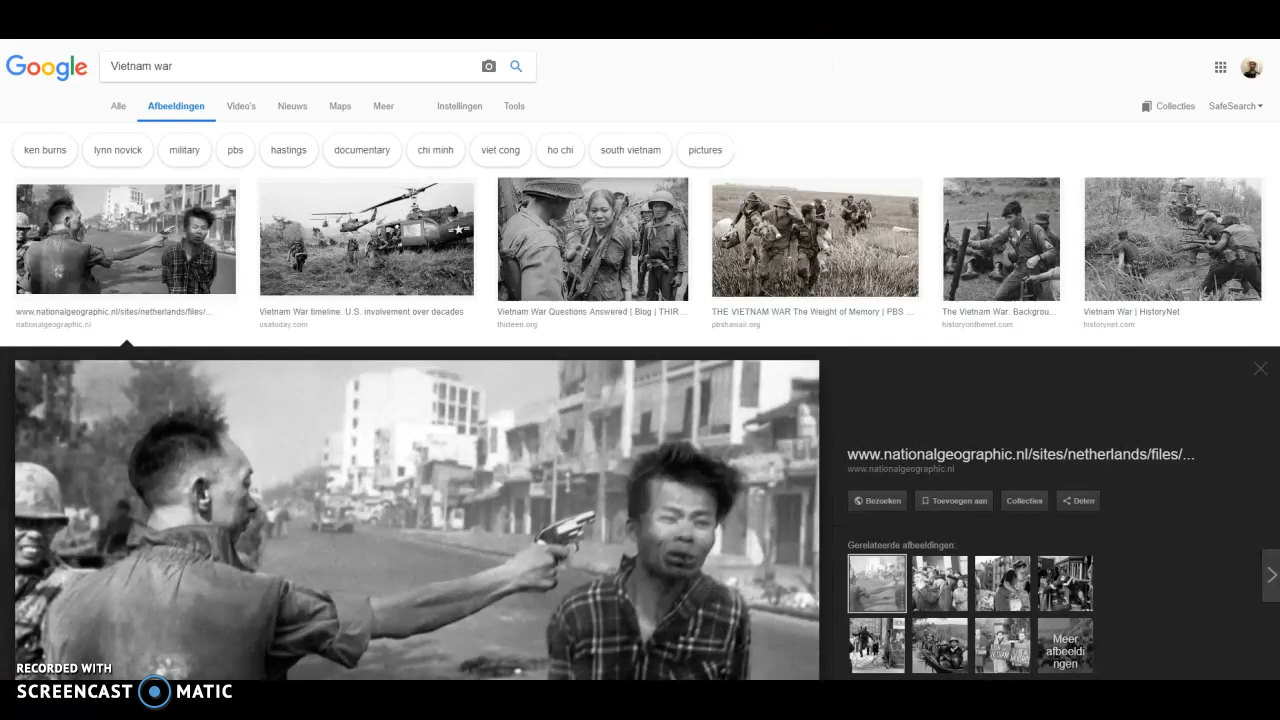 Google
Vietnam war
Alle Afbeeldingen Video's Nieuws Maps Meer Instellingen Tools Collecties SafeSearch
ken burns lynn novick military pbs hastings documentary chi minh viet cong ho chi south vietnam pictures
www.nationalgeographic.nl/sites/netherlands/files/... Vietnam War timeline: U.S. involvement over decades Vietnam War Questions Answered | Blog | THIR... THE VIETNAM WAR The Weight of Memory | PBS ... The Vietnam War: Backgrou... Vietnam War | HistoryNet
nationalgeographic.nl usatoday.com thirteen.org pbshawaii.org historyonthenet.com historynet.com
www.nationalgeographic.nl/sites/netherlands/files/...
www.nationalgeographic.nl
Bezoeken Toevoegen aan Collecties Delen
Gerelateerde afbeeldingen:
Meer
afbeeldi
ngen
RECORDED WITH
SCREENCAST MATIC